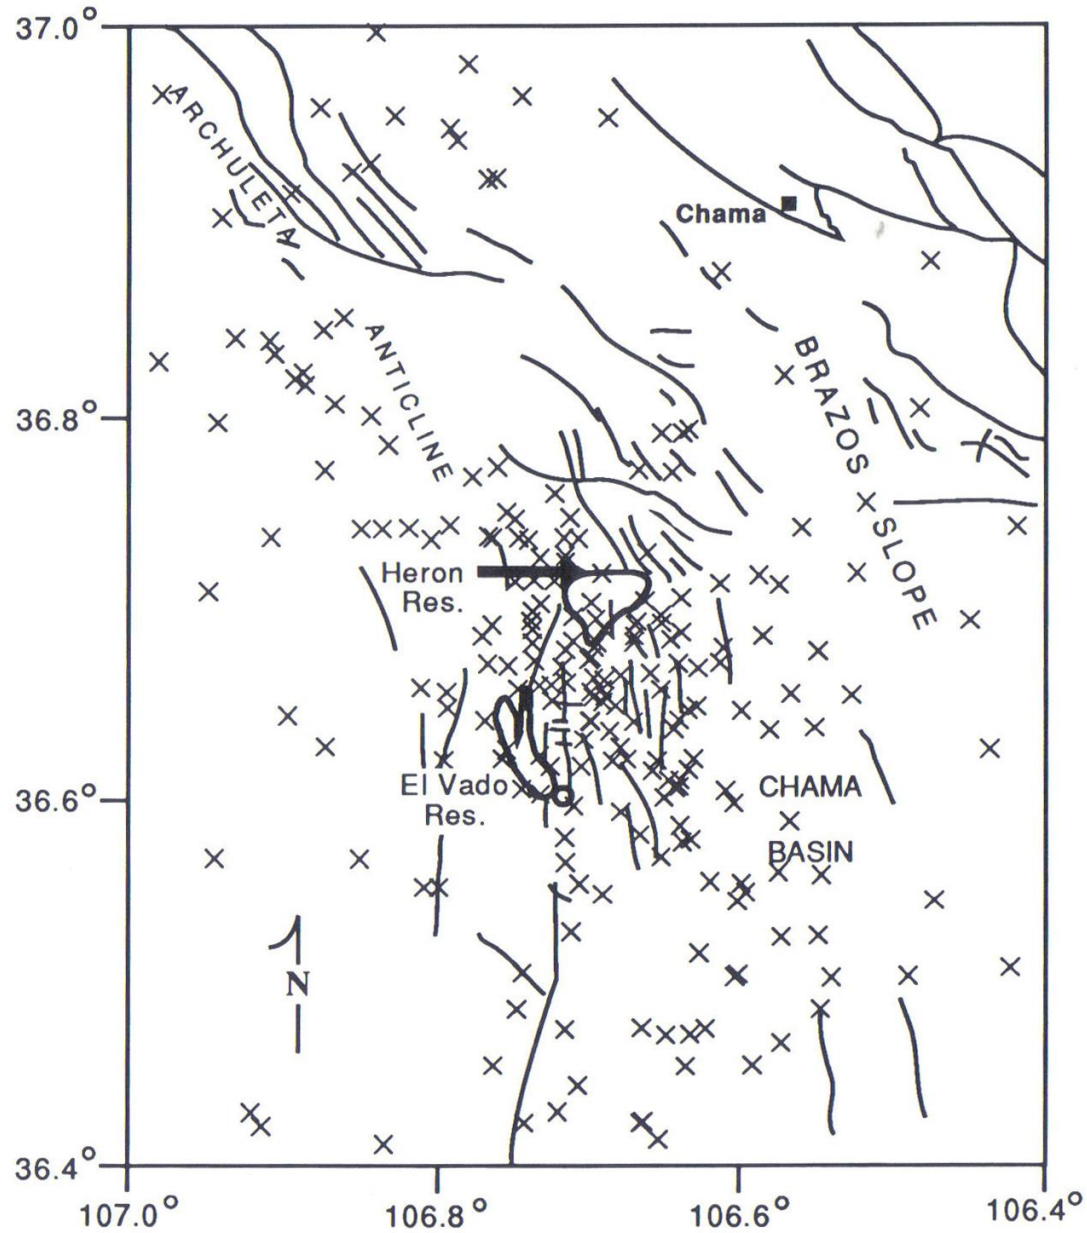 37.0°
ARCHULETA
Chama
ANTICLINE
BRAZOS
SLOPE
36.8°
Heron
Res.
El Vado
Res.
36.6°
CHAMA
BASIN
N
36.4°
107.0°
106.8°
106.6°
106.4°